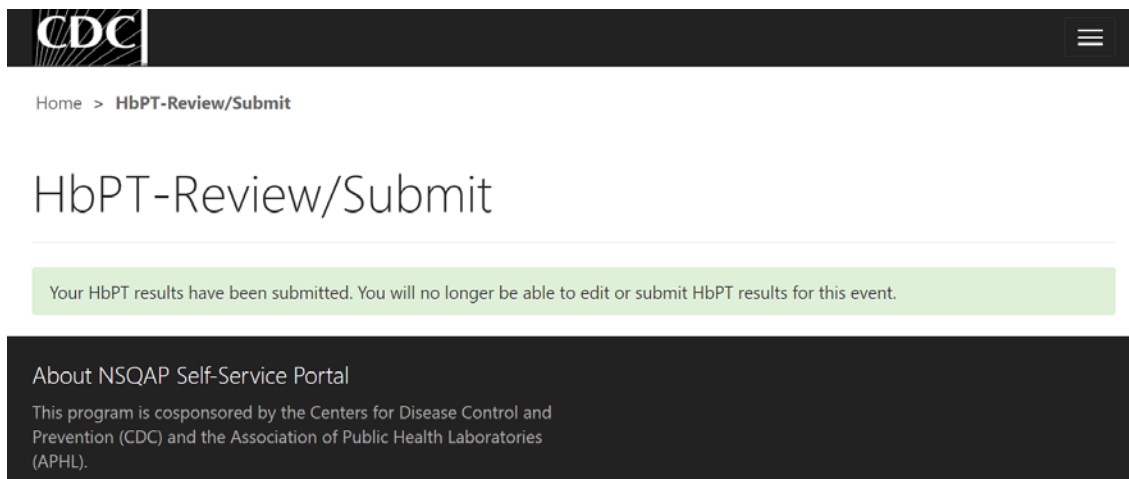 CDC
Home > HbPT-Review/Submit
HbPT-Review/Submit
Your HbPT results have been submitted. You will no longer be able to edit or submit HbPT results for this event.
About NSQAP Self-Service Portal
This program is cosponsored by the Centers for Disease Control and
Prevention (CDC) and the Association of Public Health Laboratories
(APHL).